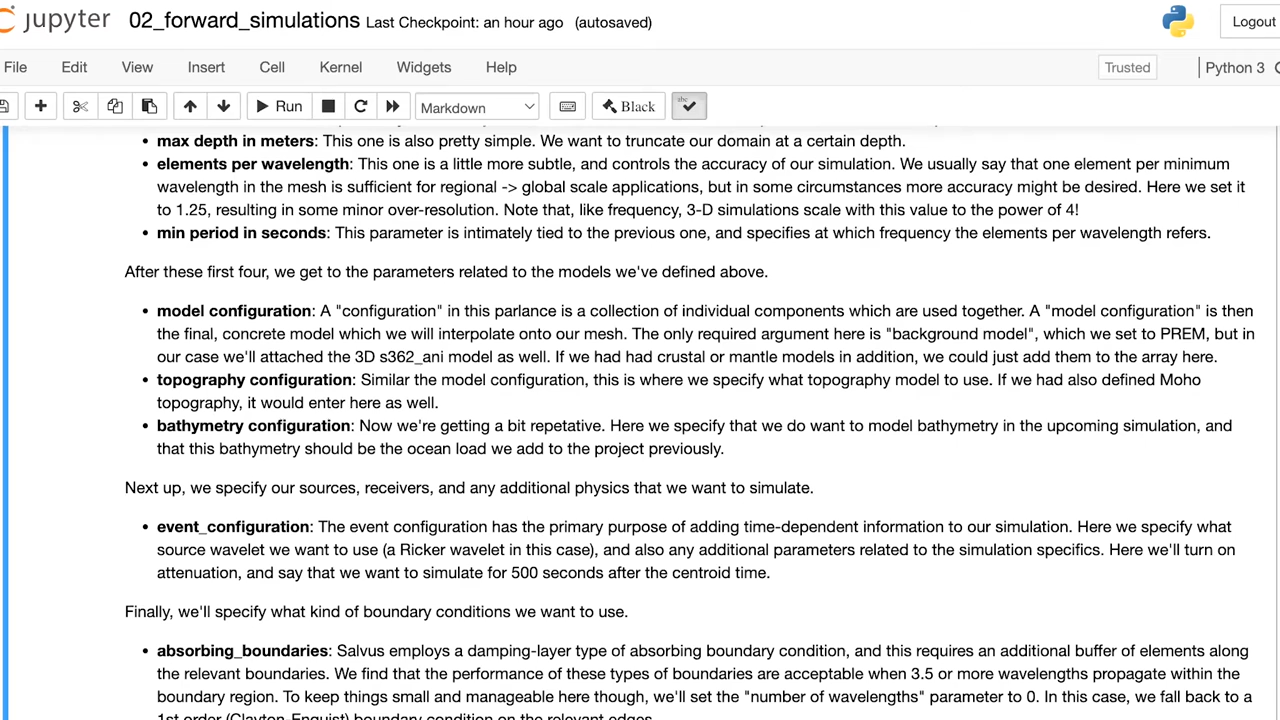 jupyter 02_forward_simulations Last Checkpoint: an hour ago (autosaved) Logout
File Edit View Insert Cell Kernel Widgets Help Trusted Python 3
Run Markdown Black abc
• max depth in meters: This one is also pretty simple. We want to truncate our domain at a certain depth.
• elements per wavelength: This one is a little more subtle, and controls the accuracy of our simulation. We usually say that one element per minimum
wavelength in the mesh is sufficient for regional -> global scale applications, but in some circumstances more accuracy might be desired. Here we set it
to 1.25, resulting in some minor over-resolution. Note that, like frequency, 3-D simulations scale with this value to the power of 4!
• min period in seconds: This parameter is intimately tied to the previous one, and specifies at which frequency the elements per wavelength refers.
After these first four, we get to the parameters related to the models we've defined above.
• model configuration: A "configuration" in this parlance is a collection of individual components which are used together. A "model configuration" is then
the final, concrete model which we will interpolate onto our mesh. The only required argument here is "background model", which we set to PREM, but in
our case we'll attached the 3D s362_ani model as well. If we had had crustal or mantle models in addition, we could just add them to the array here.
• topography configuration: Similar the model configuration, this is where we specify what topography model to use. If we had also defined Moho
topography, it would enter here as well.
• bathymetry configuration: Now we're getting a bit repetative. Here we specify that we do want to model bathymetry in the upcoming simulation, and
that this bathymetry should be the ocean load we add to the project previously.
Next up, we specify our sources, receivers, and any additional physics that we want to simulate.
• event_configuration: The event configuration has the primary purpose of adding time-dependent information to our simulation. Here we specify what
source wavelet we want to use (a Ricker wavelet in this case), and also any additional parameters related to the simulation specifics. Here we'll turn on
attenuation, and say that we want to simulate for 500 seconds after the centroid time.
Finally, we'll specify what kind of boundary conditions we want to use.
• absorbing_boundaries: Salvus employs a damping-layer type of absorbing boundary condition, and this requires an additional buffer of elements along
the relevant boundaries. We find that the performance of these types of boundaries are acceptable when 3.5 or more wavelengths propagate within the
boundary region. To keep things small and manageable here though, we'll set the "number of wavelengths" parameter to 0. In this case, we fall back to a
1st order (Clayton-Enquist) boundary condition on the relevant edges.